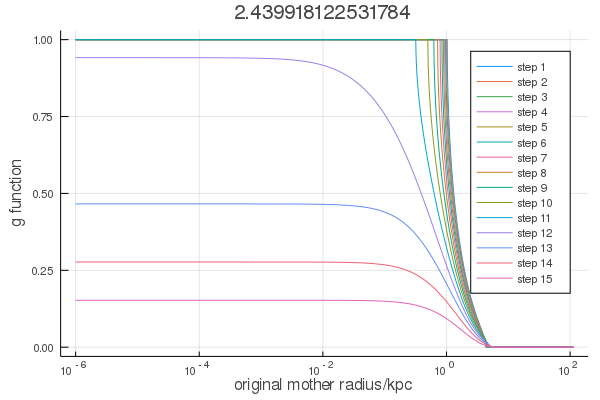 2.439918122531784
1.00
0.75
0.50
0.25
0.00
g function
step 1
step 2
step 3
step 4
step 5
step 6
step 7
step 8
step 9
step 10
step 11
step 12
step 13
step 14
step 15
10^-6 10^-4 10^-2 10^0 10^2
original mother radius/kpc